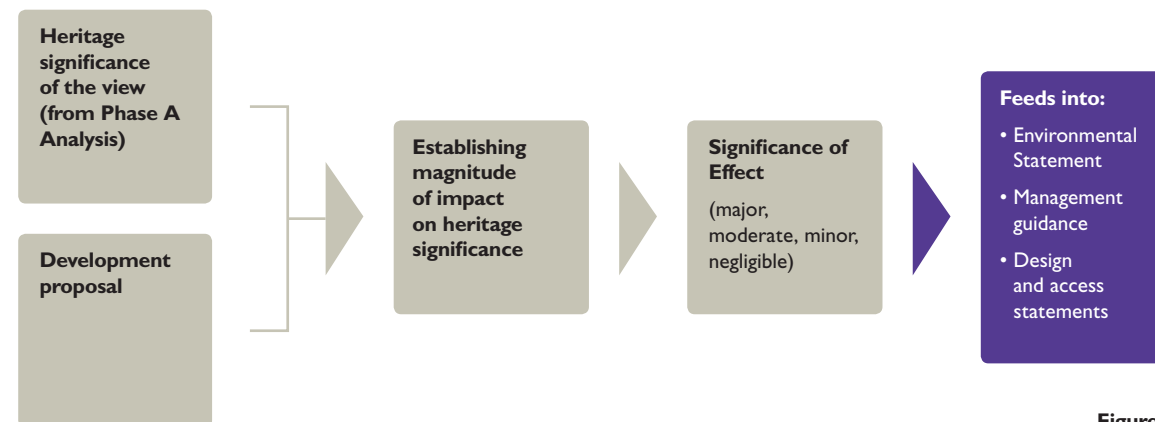 Heritage
significance
of the view
(from Phase A
Analysis)
Development
proposal
Establishing
magnitude
of impact
on heritage
significance
Significance of
Effect
(major,
moderate, minor,
negligible)
Feeds into:
• Environmental
Statement
• Management
guidance
• Design
and access
statements
Figure